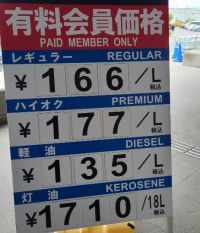 有料会員価格
PAID MEMBER ONLY
レギュラー REGULAR
¥166/L 税込
ハイオク PREMIUM
¥177/L 税込
軽油 DIESEL
¥135/L 税込
灯油 KEROSENE
¥1710/18L 税込